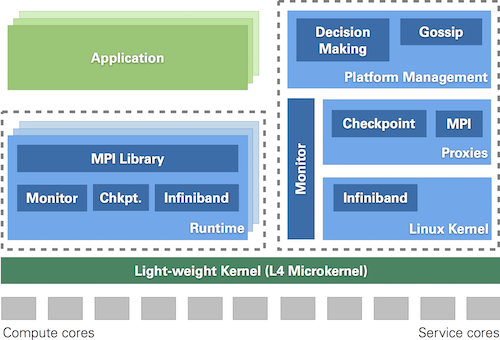 Application
MPI Library
Monitor
Chkpt.
Infiniband
Runtime
Decision
Making
Gossip
Platform Management
Monitor
Checkpoint
MPI
Proxies
Infiniband
Linux Kernel
Light-weight Kernel (L4 Microkernel)
Compute cores
Service cores